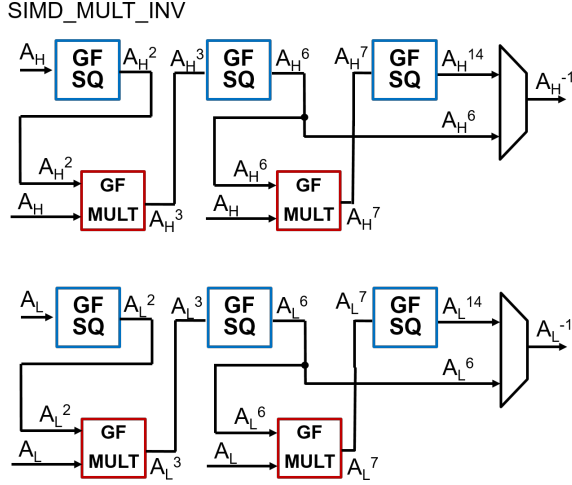 SIMD_MULT_INV
A_H
GF SQ
A_H^2
A_H^3
GF SQ
A_H^6
A_H^7
GF SQ
A_H^14
A_H^-1
A_H^6
A_H^2
A_H
GF MULT
A_H^3
A_H^6
A_H
GF MULT
A_H^7
A_L
GF SQ
A_L^2
A_L^3
GF SQ
A_L^6
A_L^7
GF SQ
A_L^14
A_L^-1
A_L^6
A_L^2
A_L
GF MULT
A_L^3
A_L^6
A_L
GF MULT
A_L^7